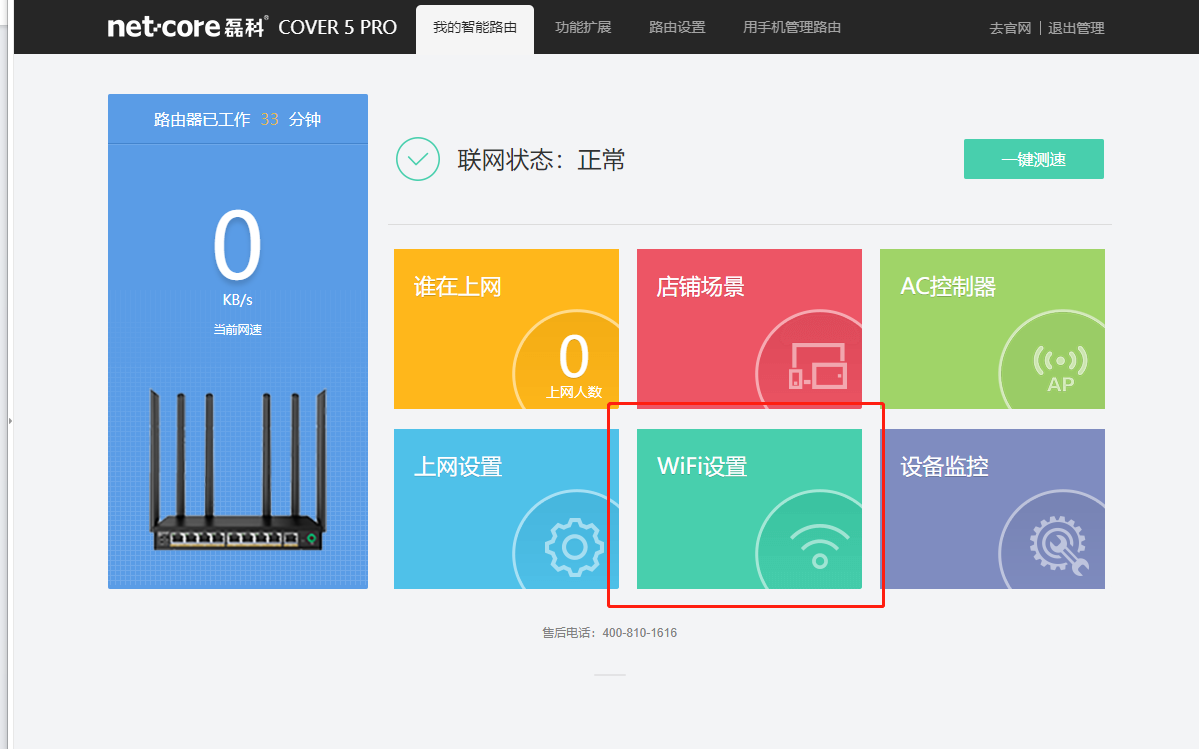 net-core 磊科® COVER 5 PRO 我的智能路由 功能扩展 路由设置 用手机管理路由 去官网 | 退出管理
路由器已工作 33 分钟
0
KB/s
当前网速
联网状态：正常
一键测速
谁在上网
0
上网人数
店铺场景
AC控制器
AP
上网设置
WiFi设置
设备监控
售后电话：400-810-1616